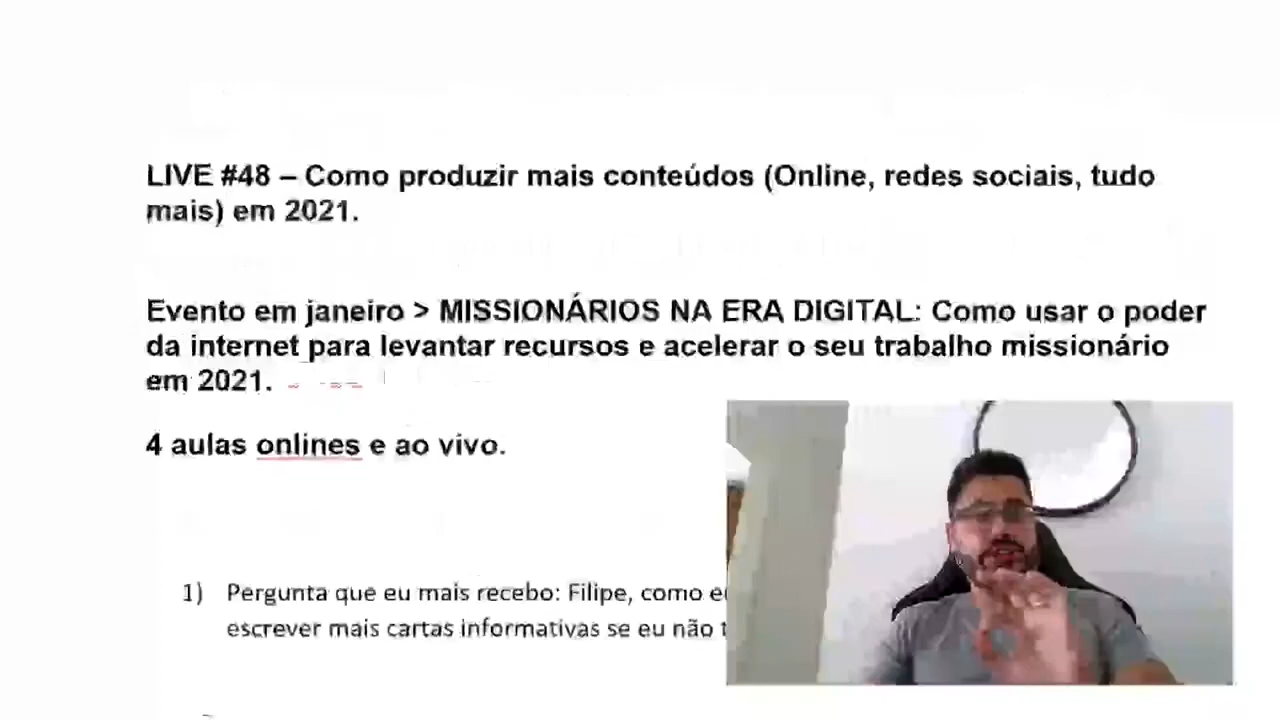 LIVE #48 – Como produzir mais conteúdos (Online, redes sociais, tudo
mais) em 2021.
Evento em janeiro > MISSIONÁRIOS NA ERA DIGITAL: Como usar o poder
da internet para levantar recursos e acelerar o seu trabalho missionário
em 2021.
4 aulas onlines e ao vivo.
1) Pergunta que eu mais recebo: Filipe, como
escrever mais cartas informativas se eu não